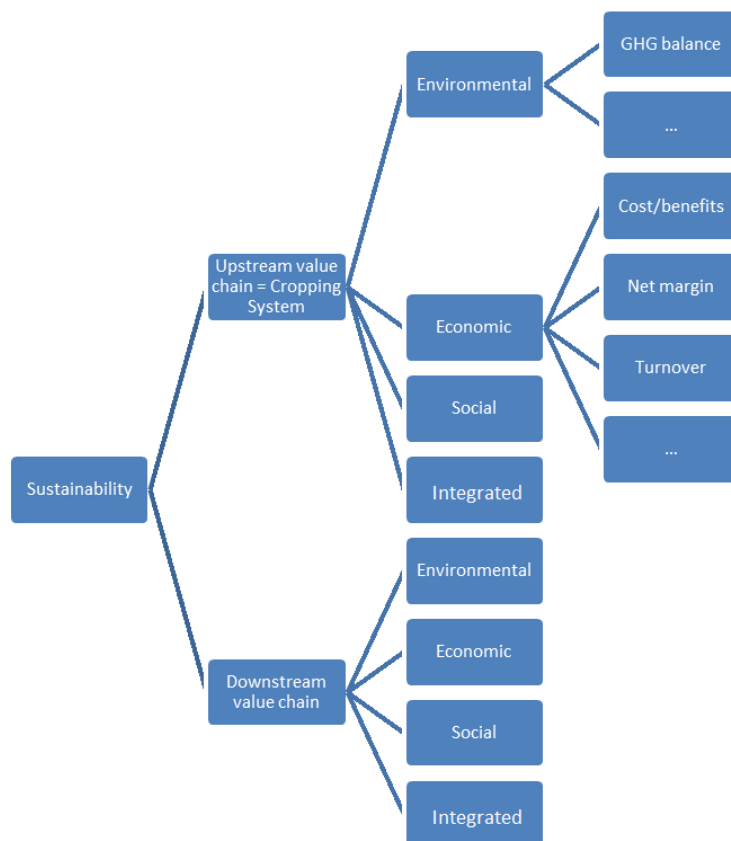 GHG balance
Environmental
...
Cost/benefits
Upstream value
chain = Cropping
System
Net margin
Economic
Turnover
Social
...
Sustainability
Integrated
Environmental
Economic
Downstream
value chain
Social
Integrated